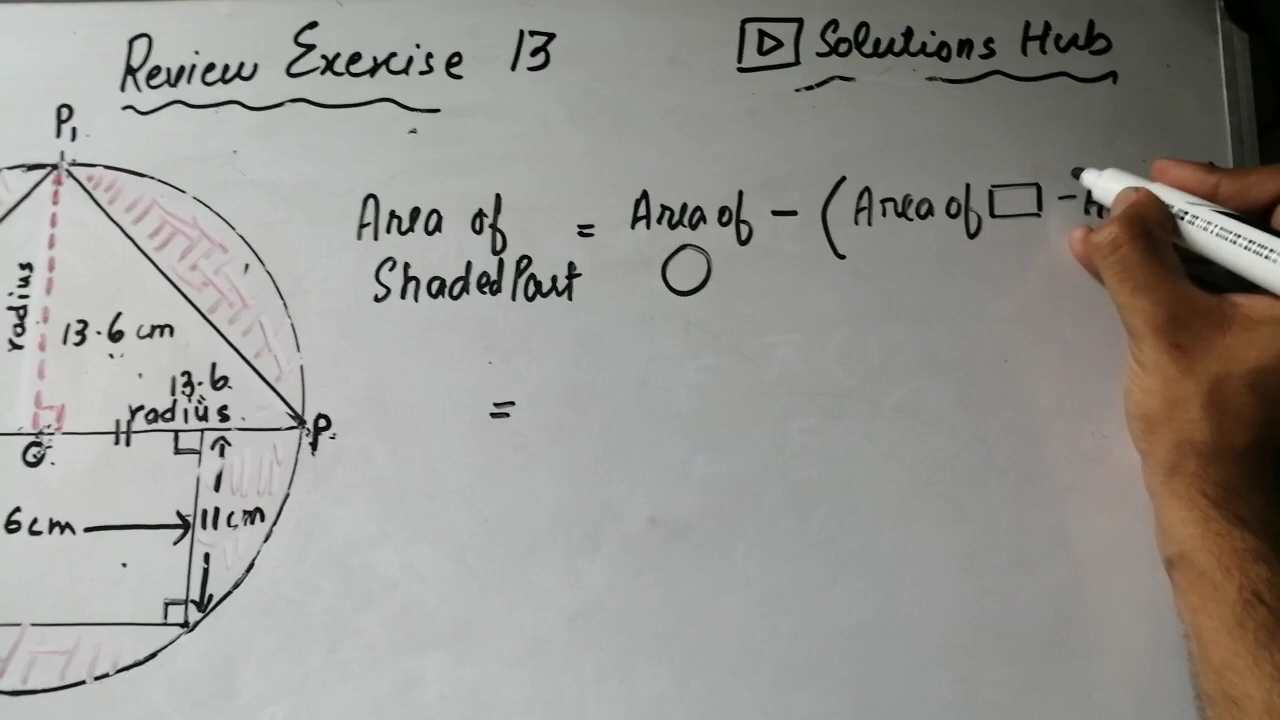 Review Exercise 13
Solutions Hub
P1
Area of = Area of - (Area of □ -
Shaded Part ○
radius
13.6 cm
13.6
radius
O
P
=
6cm
11cm